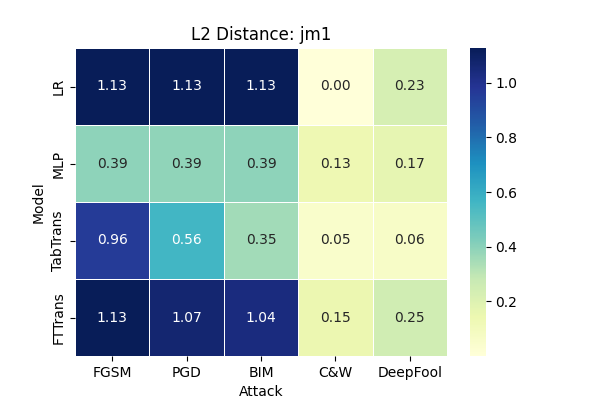 L2 Distance: jm1
LR 1.13 1.13 1.13 0.00 0.23
MLP 0.39 0.39 0.39 0.13 0.17
TabTrans 0.96 0.56 0.35 0.05 0.06
FTTrans 1.13 1.07 1.04 0.15 0.25
Model
FGSM PGD BIM C&W DeepFool
Attack
1.0
0.8
0.6
0.4
0.2